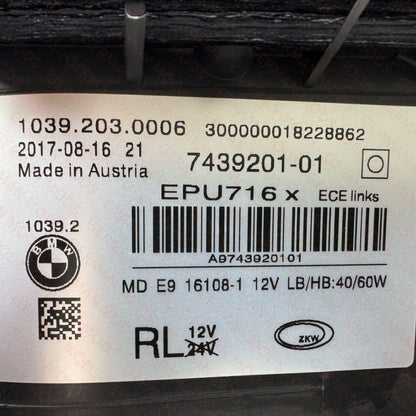 1039.203.0006 300000018228862
2017-08-16 21
Made in Austria
7439201-01
EPU716 x ECE links
1039.2
BMW
A9743920101
MD E9 16108-1 12V LB/HB:40/60W
RL 12V
24V
ZKW